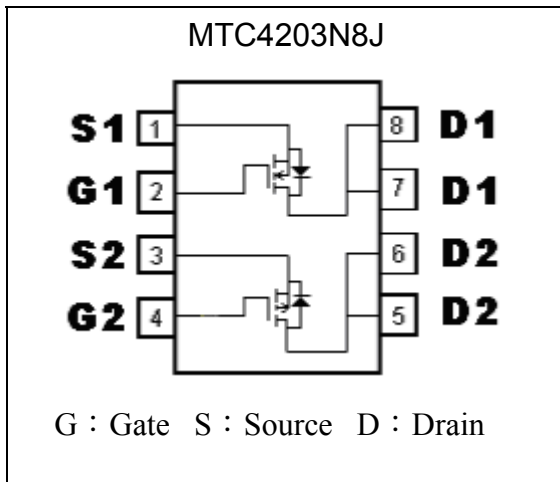 MTC4203N8J
S1 1 8 D1
G1 2 7 D1
S2 3 6 D2
G2 4 5 D2
G：Gate S：Source D：Drain